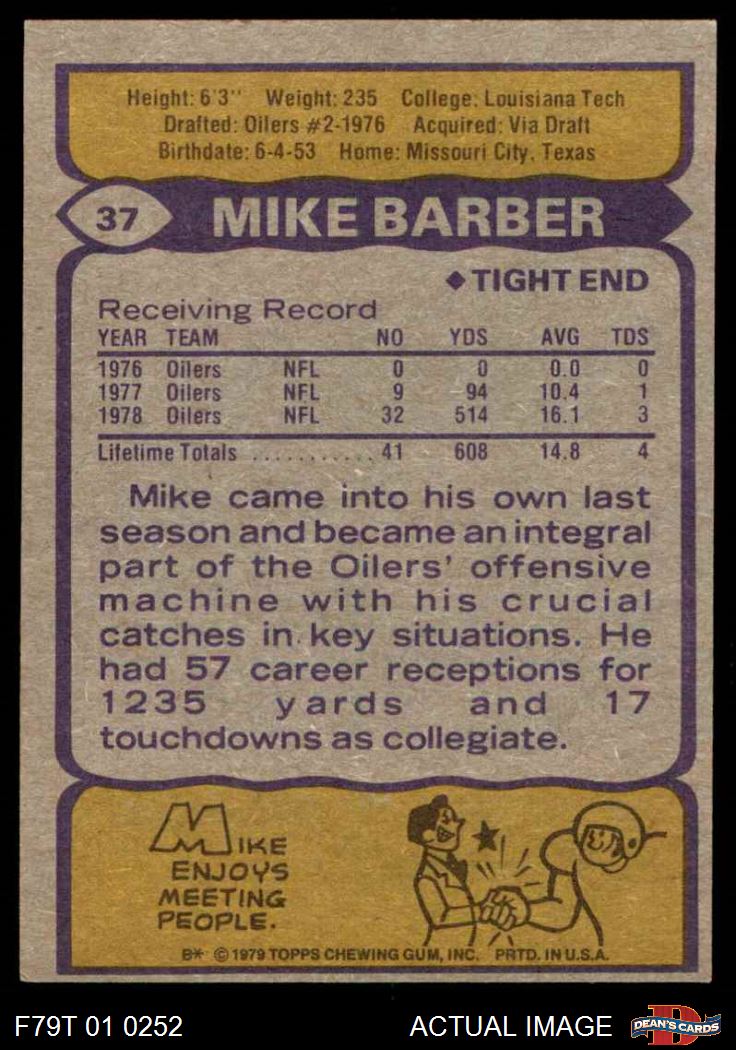 Height: 6'3" Weight: 235 College: Louisiana Tech
Drafted: Oilers #2-1976 Acquired: Via Draft
Birthdate: 6-4-53 Home: Missouri City, Texas
37 MIKE BARBER
◆TIGHT END
Receiving Record
YEAR TEAM NO YDS AVG TDS
1976 Oilers NFL 0 0 0.0 0
1977 Oilers NFL 9 94 10.4 1
1978 Oilers NFL 32 514 16.1 3
Lifetime Totals ........... 41 608 14.8 4
Mike came into his own last
season and became an integral
part of the Oilers' offensive
machine with his crucial
catches in key situations. He
had 57 career receptions for
1235 yards and 17
touchdowns as collegiate.
MIKE
ENJOYS
MEETING
PEOPLE.
B* © 1979 TOPPS CHEWING GUM, INC. PRTD. IN U.S.A.
F79T 01 0252 ACTUAL IMAGE D DEAN'S CARDS